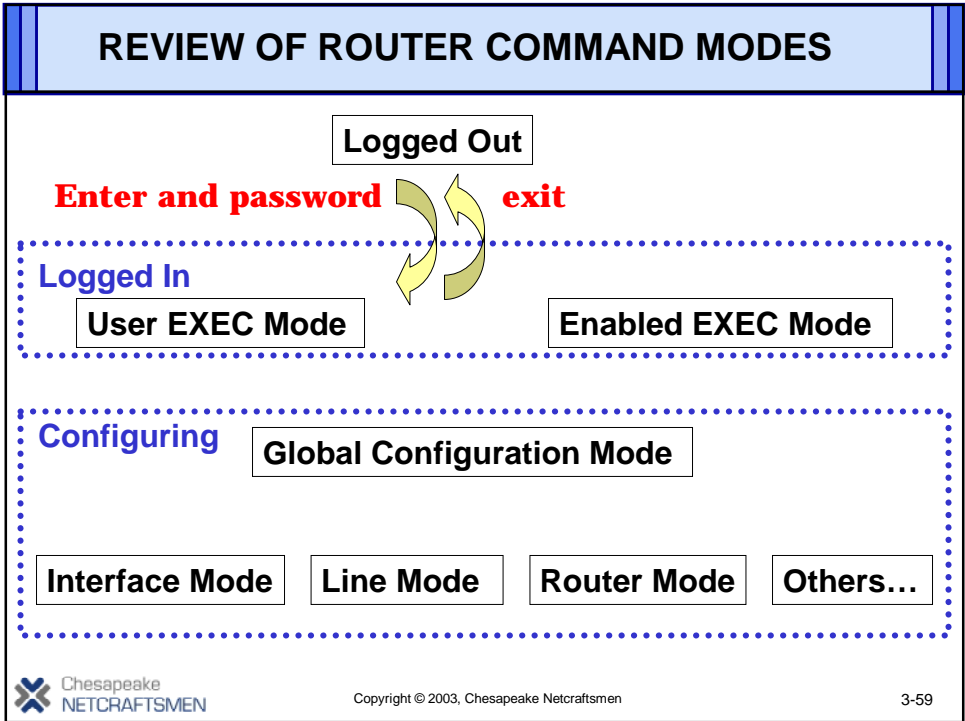 REVIEW OF ROUTER COMMAND MODES
Logged Out
Enter and password exit
Logged In
User EXEC Mode Enabled EXEC Mode
Configuring
Global Configuration Mode
Interface Mode Line Mode Router Mode Others…
Chesapeake
NETCRAFTSMEN
Copyright © 2003, Chesapeake Netcraftsmen
3-59